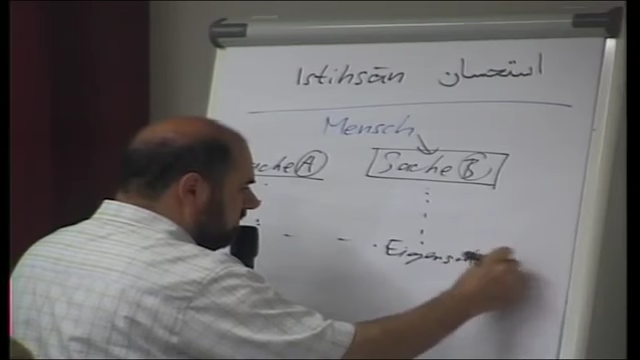 Istihsān استحسان
Mensch
Sache A Sache B
Eigens